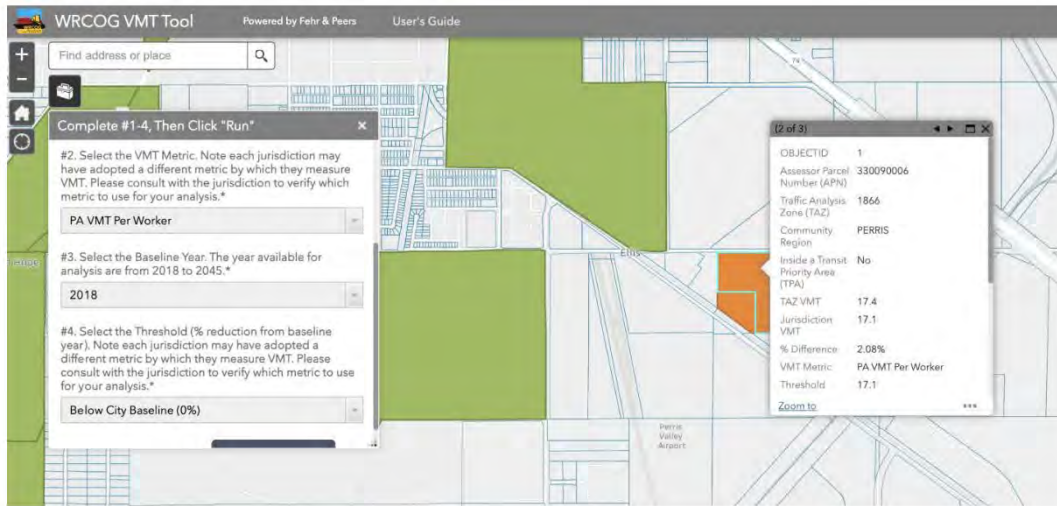 WRCOG VMT Tool
Powered by Fehr & Peers
User's Guide
Find address or place
Complete #1-4, Then Click "Run"
#2. Select the VMT Metric. Note each jurisdiction may
have adopted a different metric by which they measure
VMT. Please consult with the jurisdiction to verify which
metric to use for your analysis.*
PA VMT Per Worker
#3. Select the Baseline Year. The year available for
analysis are from 2018 to 2045.*
2018
#4. Select the Threshold (% reduction from baseline
year). Note each jurisdiction may have adopted a
different metric by which they measure VMT. Please
consult with the jurisdiction to verify which metric to use
for your analysis.*
Below City Baseline (0%)
74
Ellis
Perris
Valley
Airport
(2 of 3)
OBJECTID 1
Assessor Parcel 330090006
Number (APN)
Traffic Analysis 1866
Zone (TAZ)
Community PERRIS
Region
Inside a Transit No
Priority Area
(TPA)
TAZ VMT 17.4
Jurisdiction 17.1
VMT
% Difference 2.08%
VMT Metric PA VMT Per Worker
Threshold 17.1
Zoom to